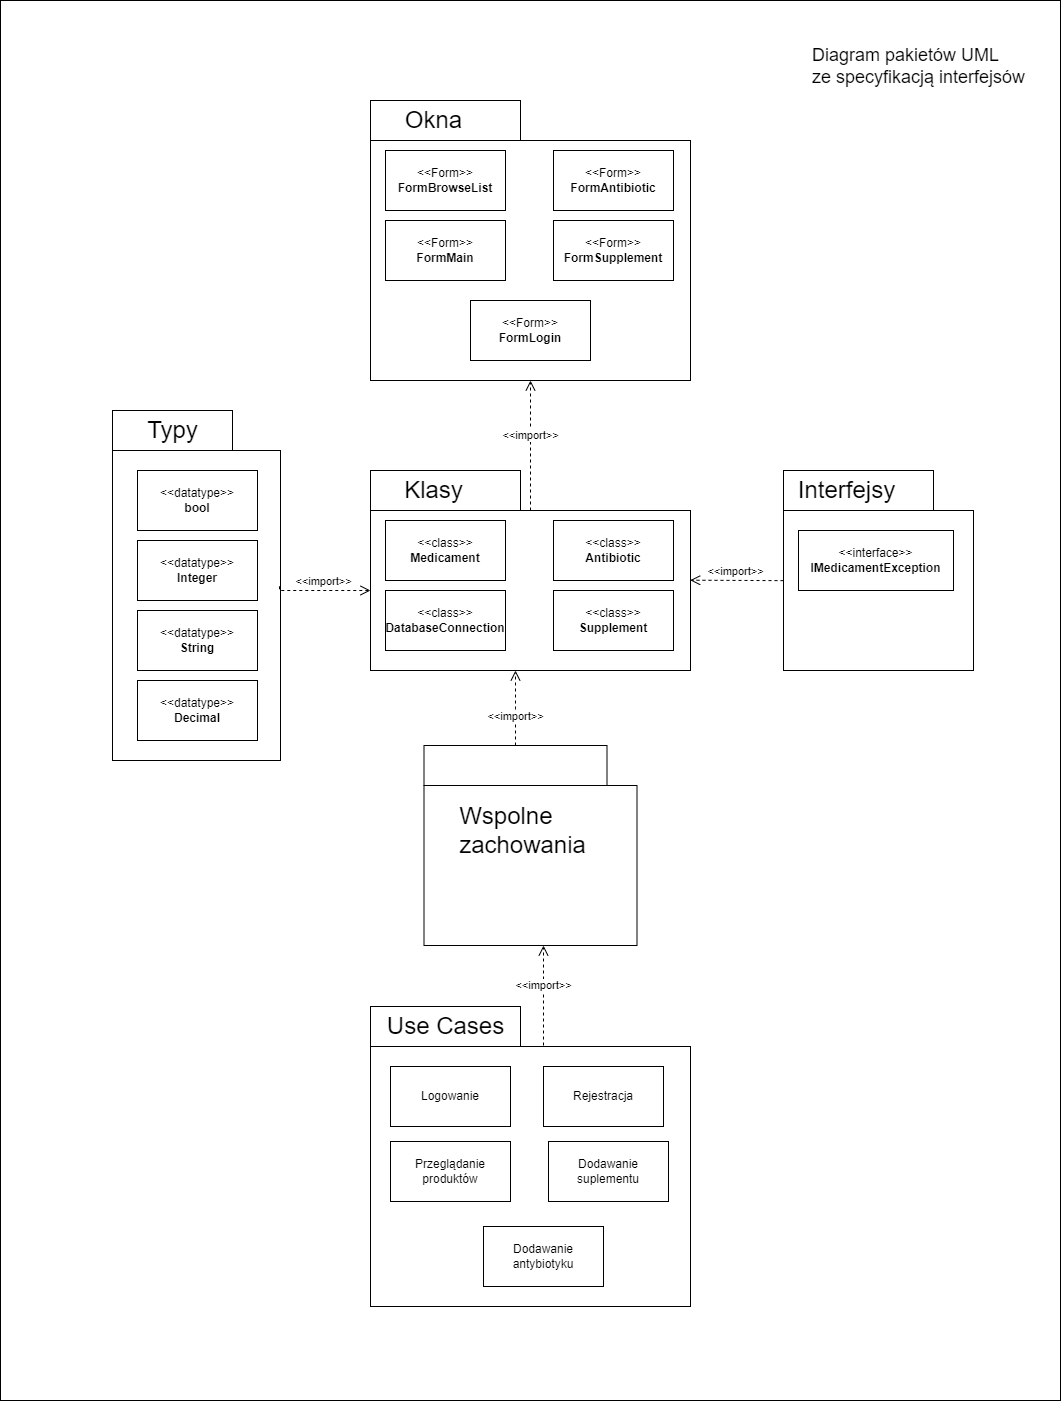 Diagram pakietów UML
ze specyfikacją interfejsów
Okna
<<Form>>
FormBrowseList
<<Form>>
FormAntibiotic
<<Form>>
FormMain
<<Form>>
FormSupplement
<<Form>>
FormLogin
<<import>>
Typy
<<datatype>>
bool
<<datatype>>
Integer
<<datatype>>
String
<<datatype>>
Decimal
<<import>>
Klasy
<<class>>
Medicament
<<class>>
Antibiotic
<<class>>
DatabaseConnection
<<class>>
Supplement
<<import>>
Interfejsy
<<interface>>
IMedicamentException
<<import>>
Wspolne
zachowania
<<import>>
Use Cases
Logowanie
Rejestracja
Przeglądanie
produktów
Dodawanie
suplementu
Dodawanie
antybiotyku